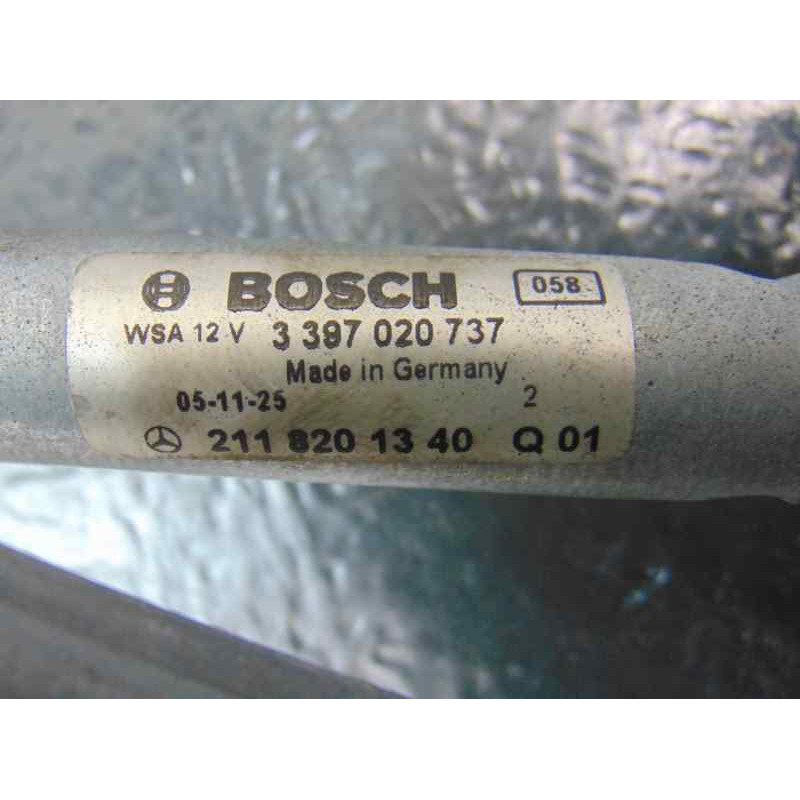 BOSCH 058
WSA 12 V 3 397 020 737
Made in Germany
05-11-25 2
211 820 13 40 Q 01